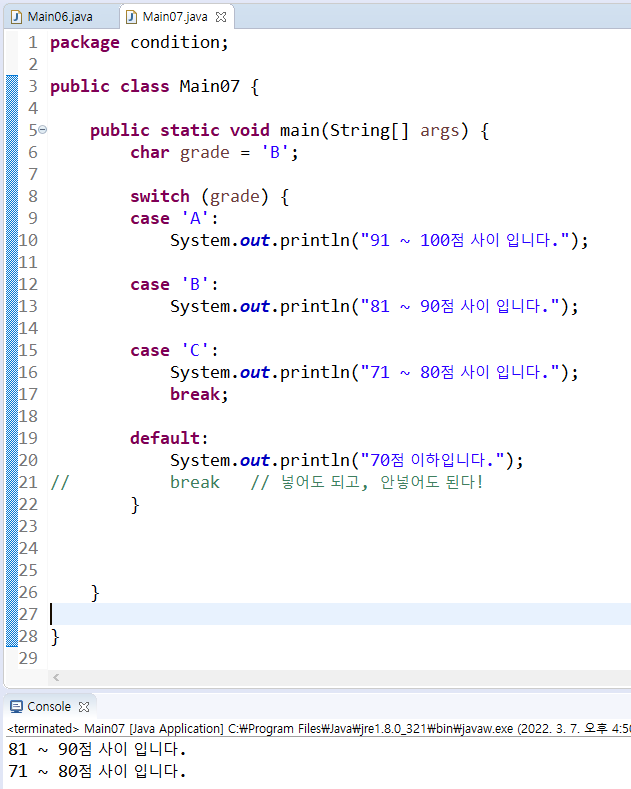 Main06.java Main07.java
1 package condition;
2
3 public class Main07 {
4
5 public static void main(String[] args) {
6 char grade = 'B';
7
8 switch (grade) {
9 case 'A':
10 System.out.println("91 ~ 100점 사이 입니다.");
11
12 case 'B':
13 System.out.println("81 ~ 90점 사이 입니다.");
14
15 case 'C':
16 System.out.println("71 ~ 80점 사이 입니다.");
17 break;
18
19 default:
20 System.out.println("70점 이하입니다.");
21 // break // 넣어도 되고, 안넣어도 된다!
22 }
23
24
25
26 }
27
28 }
29
Console
<terminated> Main07 [Java Application] C:₩Program Files₩Java₩jre1.8.0_321₩bin₩javaw.exe (2022. 3. 7. 오후 4:50
81 ~ 90점 사이 입니다.
71 ~ 80점 사이 입니다.